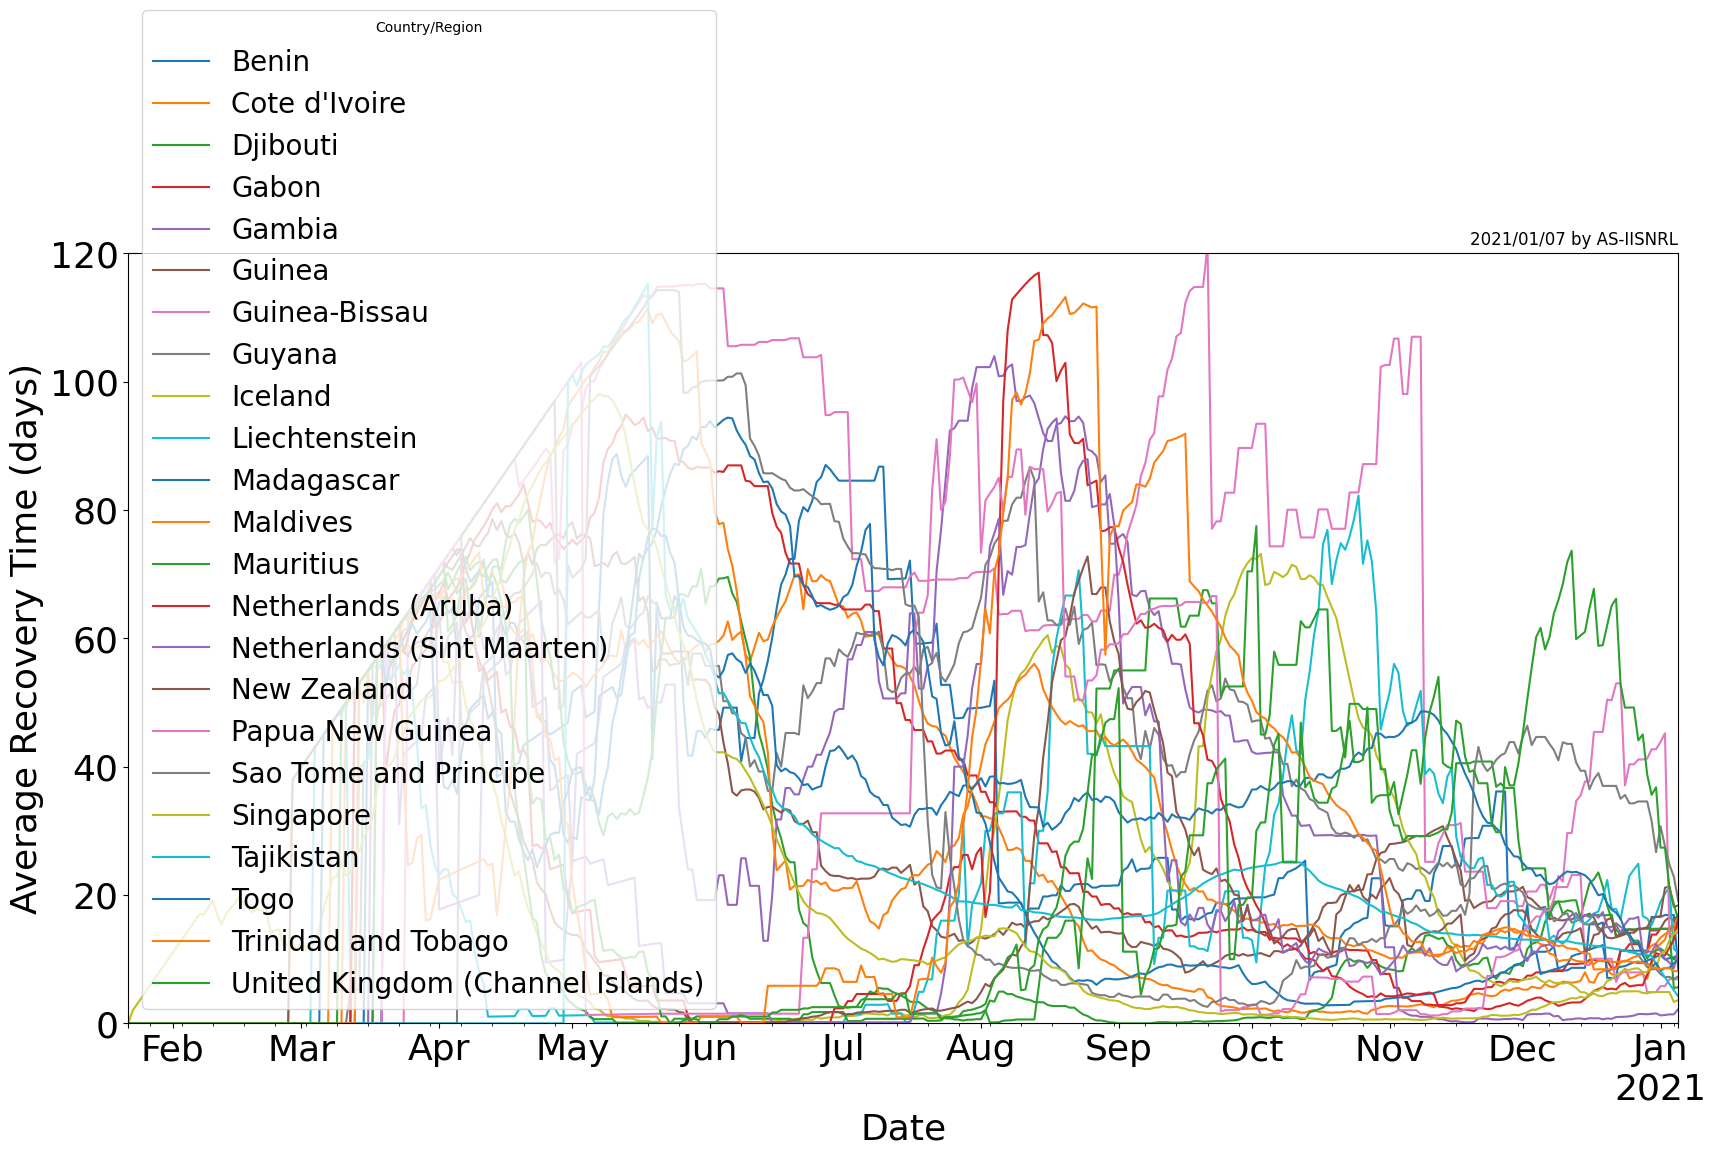 Country/Region
Benin
Cote d'Ivoire
Djibouti
Gabon
Gambia
Guinea
Guinea-Bissau
Guyana
Iceland
Liechtenstein
Madagascar
Maldives
Mauritius
Netherlands (Aruba)
Netherlands (Sint Maarten)
New Zealand
Papua New Guinea
Sao Tome and Principe
Singapore
Tajikistan
Togo
Trinidad and Tobago
United Kingdom (Channel Islands)
2021/01/07 by AS-IISNRL
Average Recovery Time (days)
120
100
80
60
40
20
0
Feb Mar Apr May Jun Jul Aug Sep Oct Nov Dec Jan
2021
Date